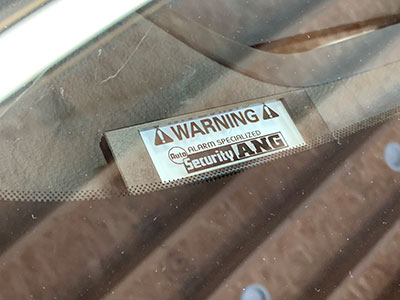 WARNING
ALARM SPECIALIZED
Auto Security ANG